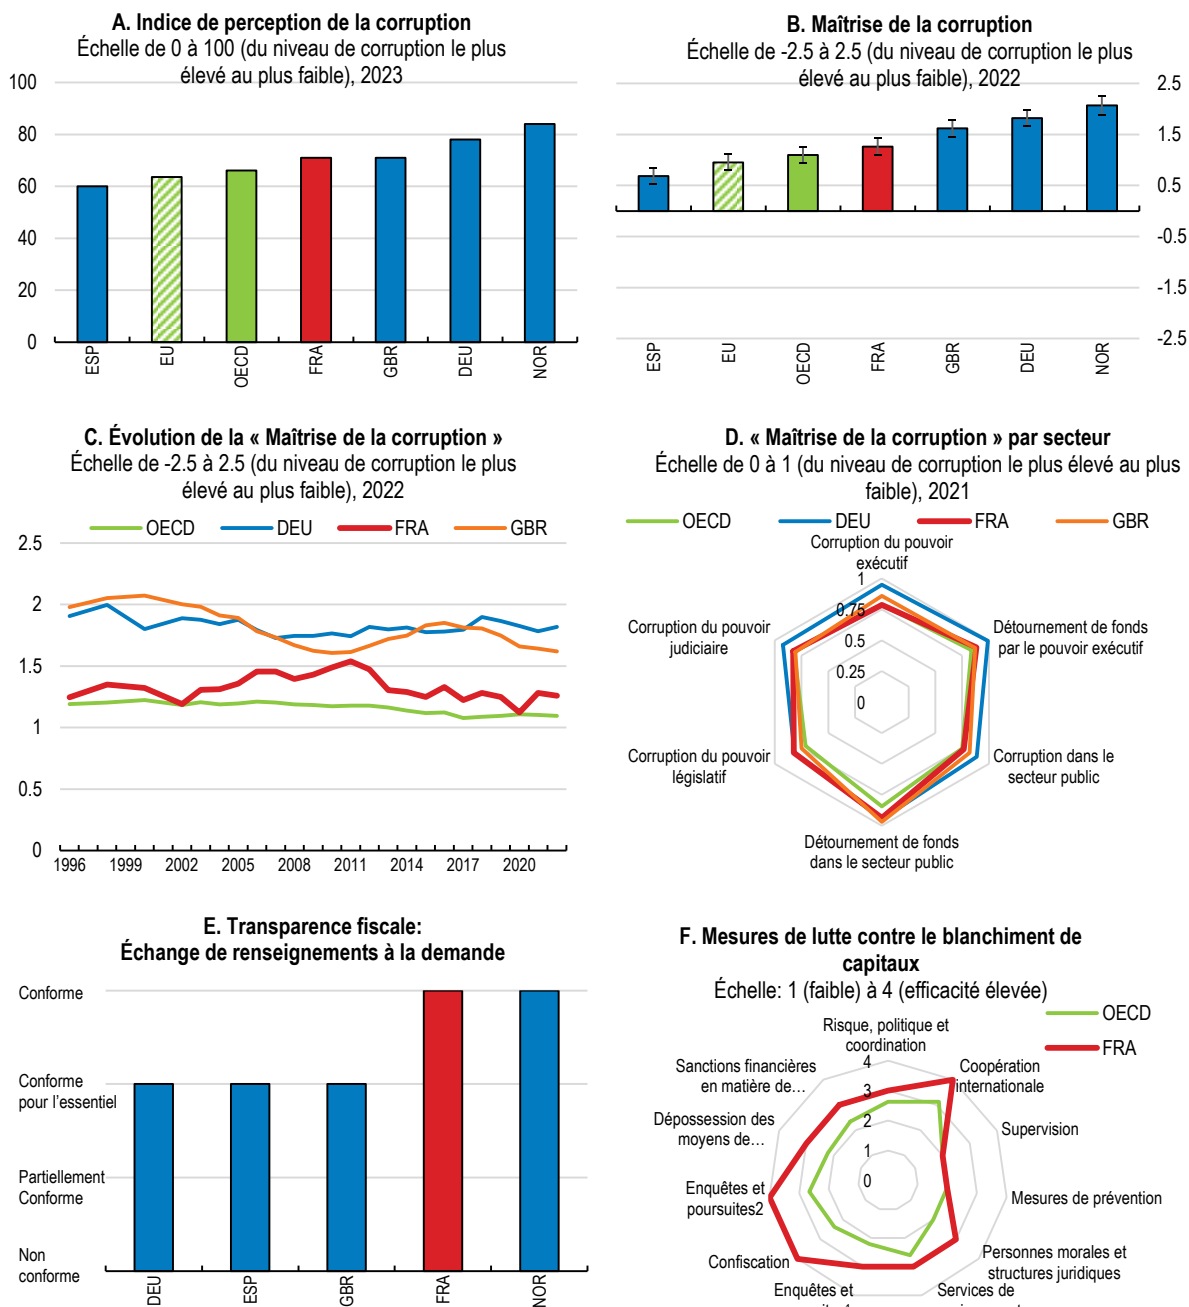 A. Indice de perception de la corruption
Échelle de 0 à 100 (du niveau de corruption le plus
élevé au plus faible), 2023
100
80
60
40
20
0
ESP
EU
OECD
FRA
GBR
DEU
NOR
B. Maîtrise de la corruption
Échelle de -2.5 à 2.5 (du niveau de corruption le plus
élevé au plus faible), 2022
2.5
1.5
0.5
-0.5
-1.5
-2.5
ESP
EU
OECD
FRA
GBR
DEU
NOR
C. Évolution de la « Maîtrise de la corruption »
Échelle de -2.5 à 2.5 (du niveau de corruption le plus
élevé au plus faible), 2022
OECD DEU FRA GBR
2.5
2
1.5
1
0.5
0
1996 1999 2002 2005 2008 2011 2014 2017 2020
D. « Maîtrise de la corruption » par secteur
Échelle de 0 à 1 (du niveau de corruption le plus élevé au plus
faible), 2021
OECD DEU FRA GBR
Corruption du pouvoir
exécutif
1
0.75
0.5
0.25
0
Détournement de fonds
par le pouvoir exécutif
Corruption dans le
secteur public
Détournement de fonds
dans le secteur public
Corruption du pouvoir
législatif
Corruption du pouvoir
judiciaire
E. Transparence fiscale:
Échange de renseignements à la demande
Conforme
Conforme
pour l'essentiel
Partiellement
Conforme
Non
conforme
DEU
ESP
GBR
FRA
NOR
F. Mesures de lutte contre le blanchiment de
capitaux
Échelle: 1 (faible) à 4 (efficacité élevée)
OECD
FRA
Risque, politique et
coordination
4
3
2
1
0
Coopération
internationale
Supervision
Mesures de prévention
Personnes morales et
structures juridiques
Services de
Enquêtes et
Confiscation
Enquêtes et
poursuites2
Dépossession des
moyens de…
Sanctions financières
en matière de…